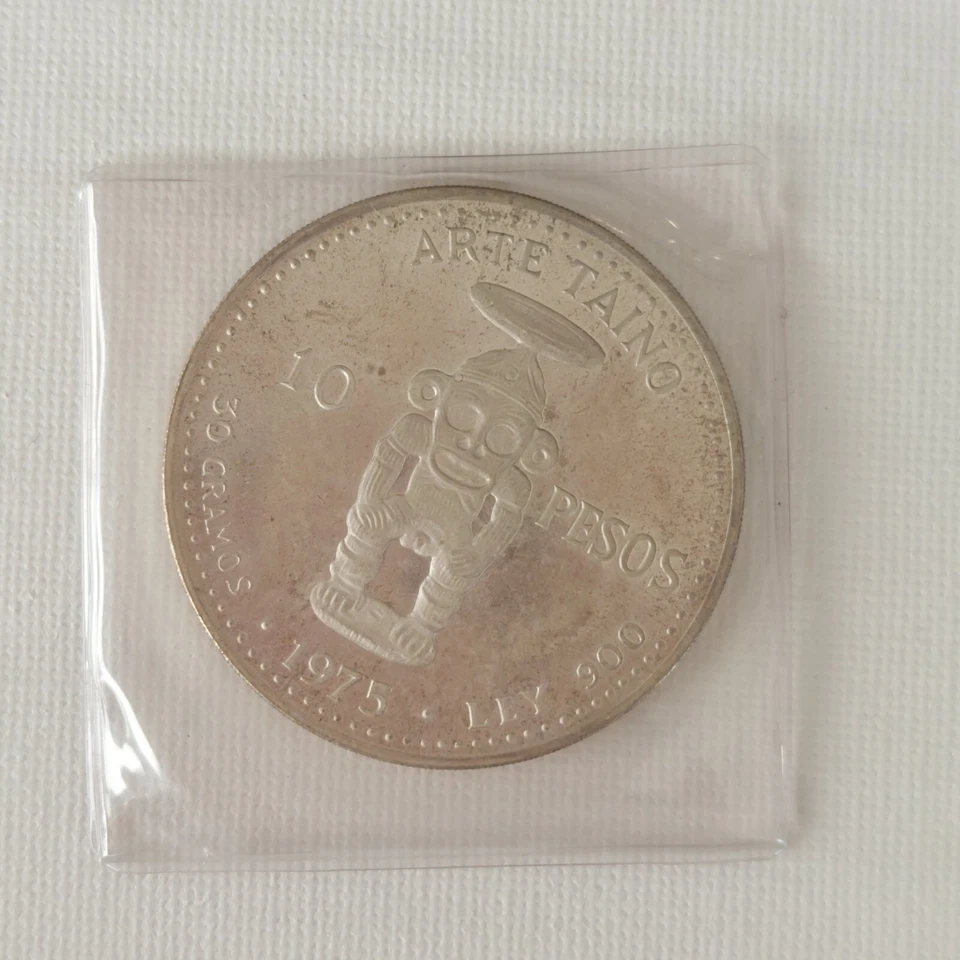 ARTE TAINO
10 PESOS
30 GRAMOS · 1975 · LEY 900